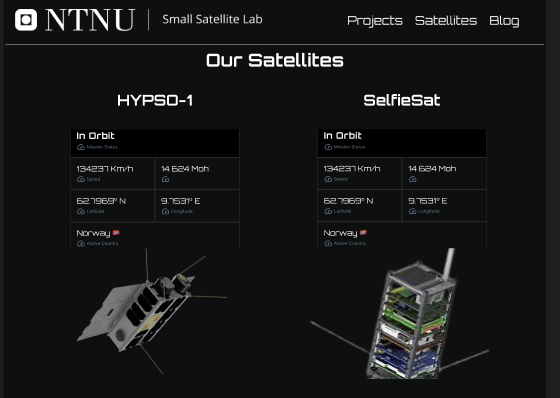 NTNU
Small Satellite Lab
Projects Satellites Blog
Our Satellites
HYPSO-1
In Orbit
Mission Status
134237 Km/h
Speed
14 624 Moh
62.7969° N
Latitude
9.7531° E
Longitude
Norway
Above Country
SelfieSat
In Orbit
Mission Status
134237 Km/h
Speed
14 624 Moh
62.7969° N
Latitude
9.7531° E
Longitude
Norway
Above Country